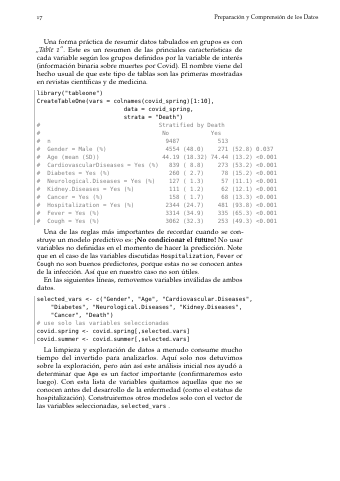 17 Preparación y Comprensión de los Datos
Una forma práctica de resumir datos tabulados en grupos es con
„Table 1“. Este es un resumen de las princiales características de
cada variable según los grupos definidos por la variable de interés
(información binaria sobre muertes por Covid). El nombre viene del
hecho usual de que este tipo de tablas son las primeras mostradas
en revistas científicas y de medicina.
library("tableone")
CreateTableOne(vars = colnames(covid_spring)[1:10],
data = covid_spring,
strata = "Death")
# Stratified by Death
# No Yes
# n 9487 513
# Gender = Male (%) 4554 (48.0) 271 (52.8) 0.037
# Age (mean (SD)) 44.19 (18.32) 74.44 (13.2) <0.001
# CardiovascularDiseases = Yes (%) 839 ( 8.8) 273 (53.2) <0.001
# Diabetes = Yes (%) 260 ( 2.7) 78 (15.2) <0.001
# Neurological.Diseases = Yes (%) 127 ( 1.3) 57 (11.1) <0.001
# Kidney.Diseases = Yes (%) 111 ( 1.2) 62 (12.1) <0.001
# Cancer = Yes (%) 158 ( 1.7) 68 (13.3) <0.001
# Hospitalization = Yes (%) 2344 (24.7) 481 (93.8) <0.001
# Fever = Yes (%) 3314 (34.9) 335 (65.3) <0.001
# Cough = Yes (%) 3062 (32.3) 253 (49.3) <0.001
Una de las reglas más importantes de recordar cuando se con-
struye un modelo predictivo es: ¡No condicionar el futuro! No usar
variables no definidas en el momento de hacer la predicción. Note
que en el caso de las variables discutidas Hospitalization, Fever or
Cough no son buenos predictores, porque estas no se conocen antes
de la infección. Así que en nuestro caso no son útiles.
En las siguientes líneas, removemos variables inválidas de ambos
datos.
selected_vars <- c("Gender", "Age", "Cardiovascular.Diseases",
"Diabetes", "Neurological.Diseases", "Kidney.Diseases",
"Cancer", "Death")
# use solo las variables seleccionadas
covid.spring <- covid.spring[,selected.vars]
covid.summer <- covid.summer[,selected.vars]
La limpieza y exploración de datos a menudo consume mucho
tiempo del invertido para analizarlos. Aquí solo nos detuvimos
sobre la exploración, pero aún así este análisis inicial nos ayudó a
determinar que Age es un factor importante (confirmaremos esto
luego). Con esta lista de variables quitamos aquellas que no se
conocen antes del desarrollo de la enfermedad (como el estatus de
hospitalización). Construiremos otros modelos solo con el vector de
las variables seleccionadas, selected_vars .